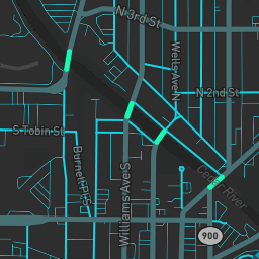 N 3rd St
Wells Ave N
N 2nd St
S Tobin St
Burnett Pl S
Williams Ave S
Cedar River
900